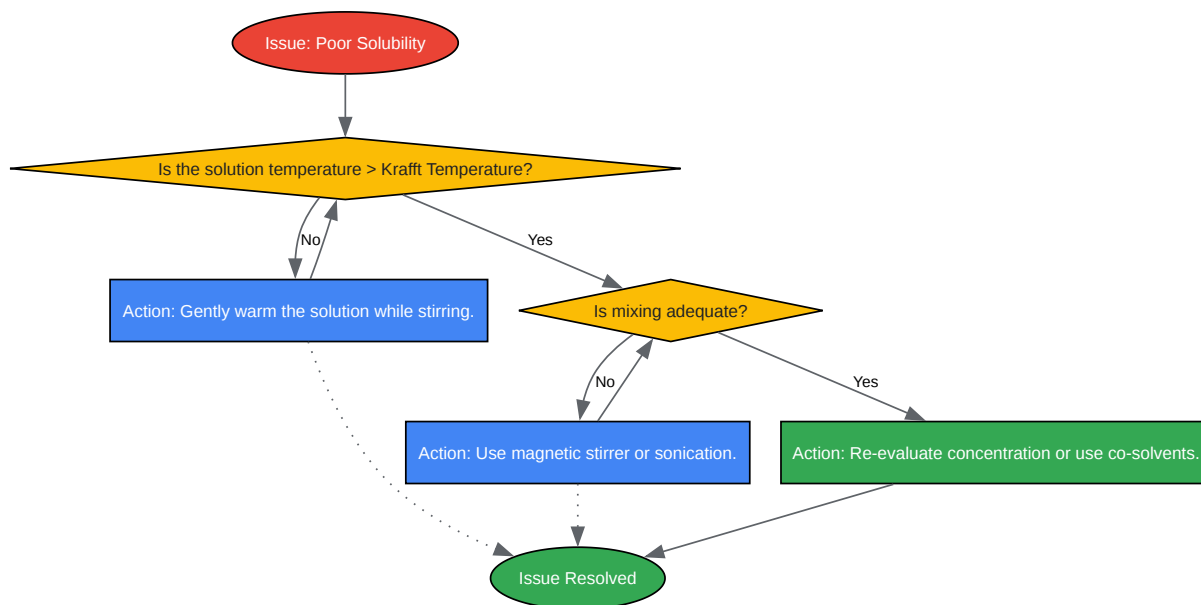 Issue: Poor Solubility
Is the solution temperature > Krafft Temperature?
No
Yes
Action: Gently warm the solution while stirring.
Is mixing adequate?
No
Yes
Action: Use magnetic stirrer or sonication.
Action: Re-evaluate concentration or use co-solvents.
Issue Resolved